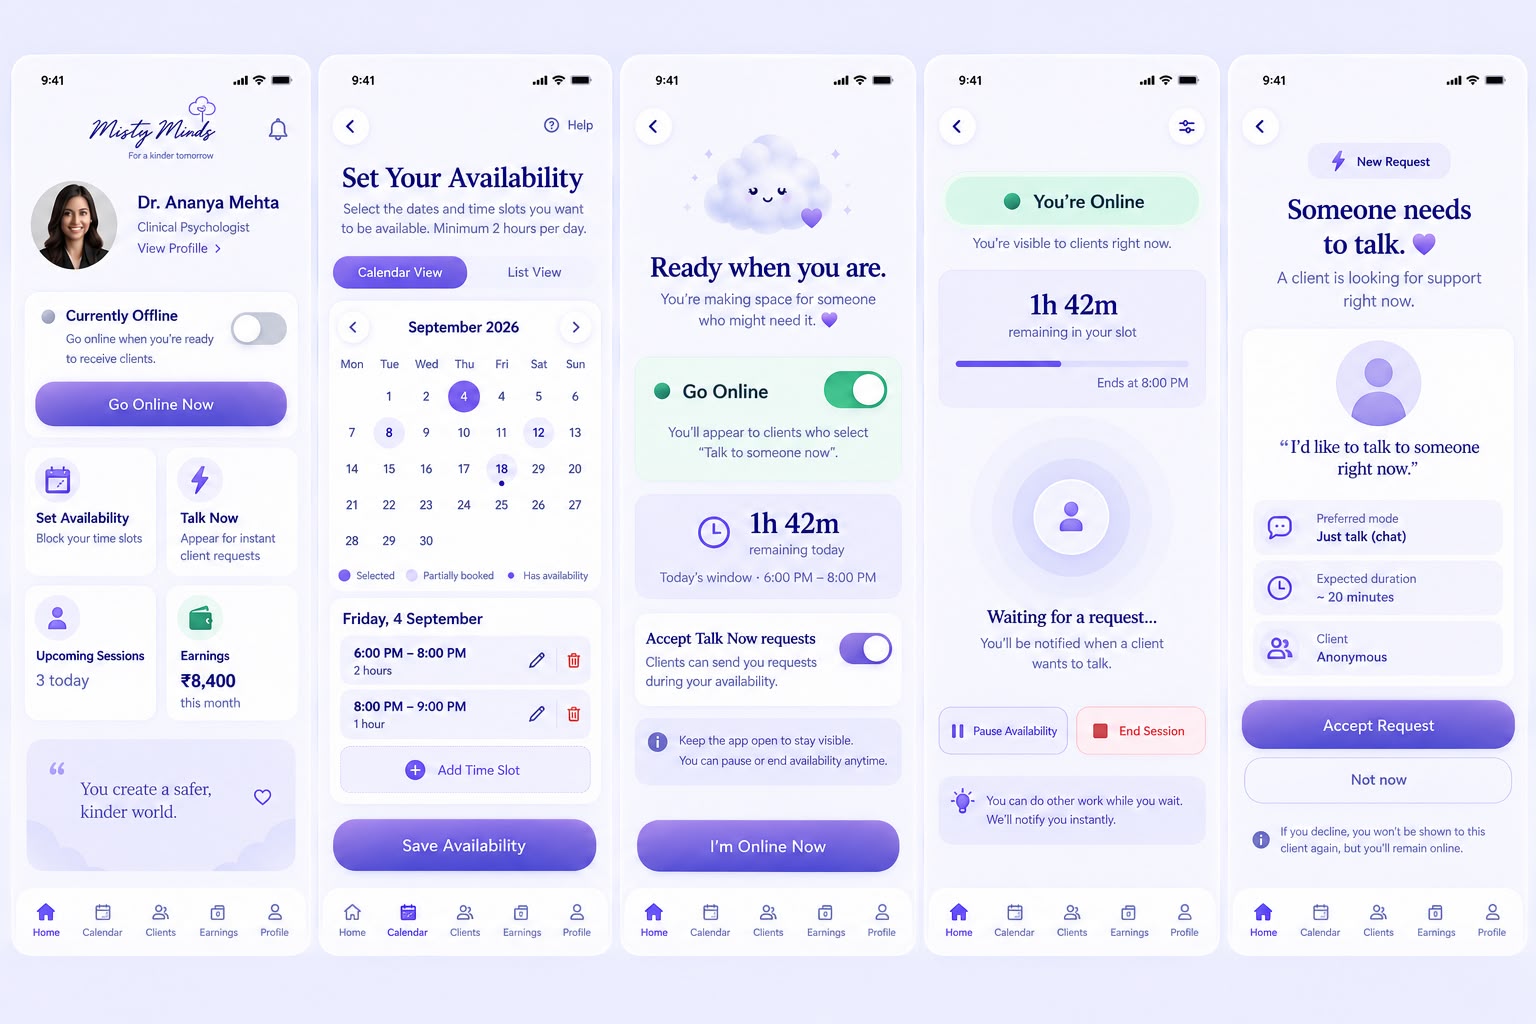 9:41
Misty Minds
For a kinder tomorrow
Dr. Ananya Mehta
Clinical Psychologist
View Profille >
Currently Offline
Go online when you're ready
to receive clients.
Go Online Now
Set Availability
Block your time slots
Talk Now
Appear for instant
client requests
Upcoming Sessions
3 today
Earnings
₹8,400
this month
“
You create a safer,
kinder world.
Home Calendar Clients Earnings Profile
9:41
Help
Set Your Availability
Select the dates and time slots you want
to be available. Minimum 2 hours per day.
Calendar View List View
September 2026
Mon Tue Wed Thu Fri Sat Sun
1 2 4 4 5 6
7 8 9 10 11 12 13
14 15 16 17 18 29 20
21 22 23 24 25 26 27
28 29 30
Selected Partially booked Has availability
Friday, 4 September
6:00 PM – 8:00 PM
2 hours
8:00 PM – 9:00 PM
1 hour
Add Time Slot
Save Availability
Home Calendar Clients Earnings Profile
9:41
Ready when you are.
You're making space for someone
who might need it. 💜
Go Online
You'll appear to clients who select
“Talk to someone now”.
1h 42m
remaining today
Today's window · 6:00 PM – 8:00 PM
Accept Talk Now requests
Clients can send you requests
during your availability.
Keep the app open to stay visible.
You can pause or end availability anytime.
I'm Online Now
Home Calendar Clients Earnings Profile
9:41
You're Online
You're visible to clients right now.
1h 42m
remaining in your slot
Ends at 8:00 PM
Waiting for a request...
You'll be notified when a client
wants to talk.
Pause Availability
End Session
You can do other work while you wait.
We'll notify you instantly.
Home Calendar Clients Earnings Profile
9:41
New Request
Someone needs
to talk. 💜
A client is looking for support
right now.
“I'd like to talk to someone
right now.”
Preferred mode
Just talk (chat)
Expected duration
~ 20 minutes
Client
Anonymous
Accept Request
Not now
If you decline, you won't be shown to this
client again, but you'll remain online.
Home Calendar Clients Earnings Profile